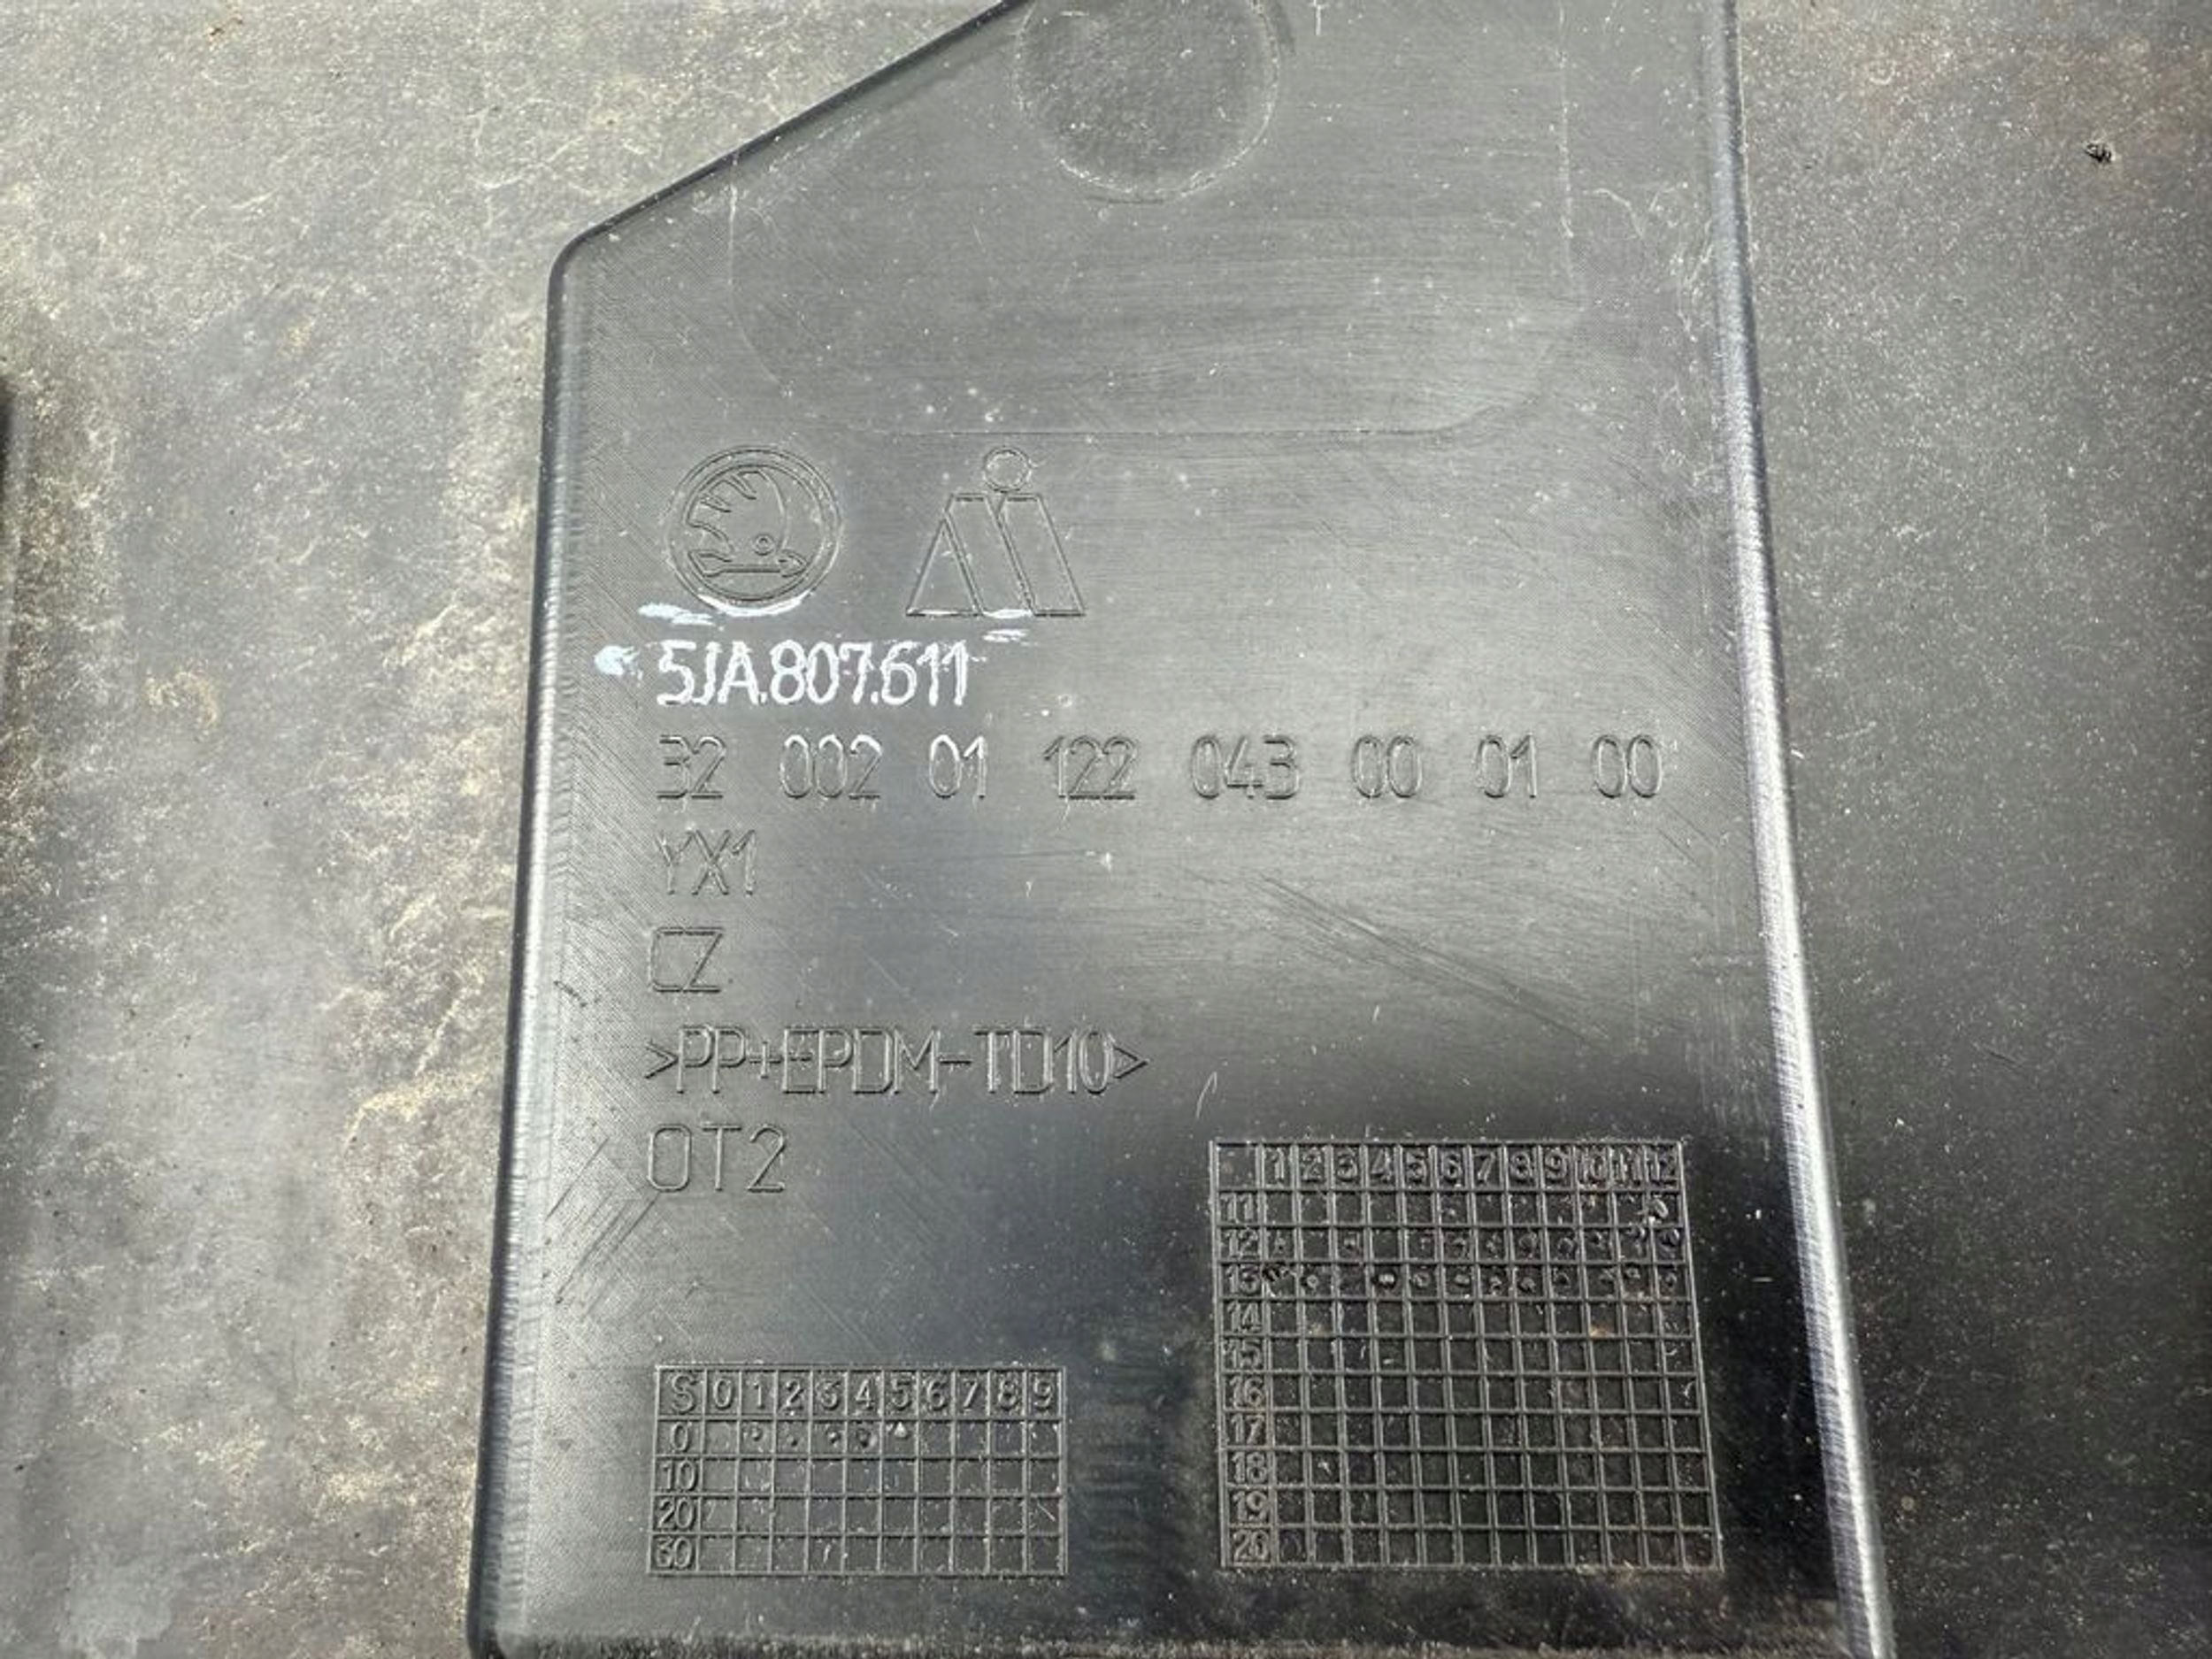 5JA.807.611
32 002 01 122 043 00 01 00
YX1
CZ
>PP+EPDM-TD10<
OT2
1 2 3 4 5 6 7 8 9 10 11 12
11
12
13
14
15
16
17
18
19
20
S 0 1 2 3 4 5 6 7 8 9
0
10
20
30